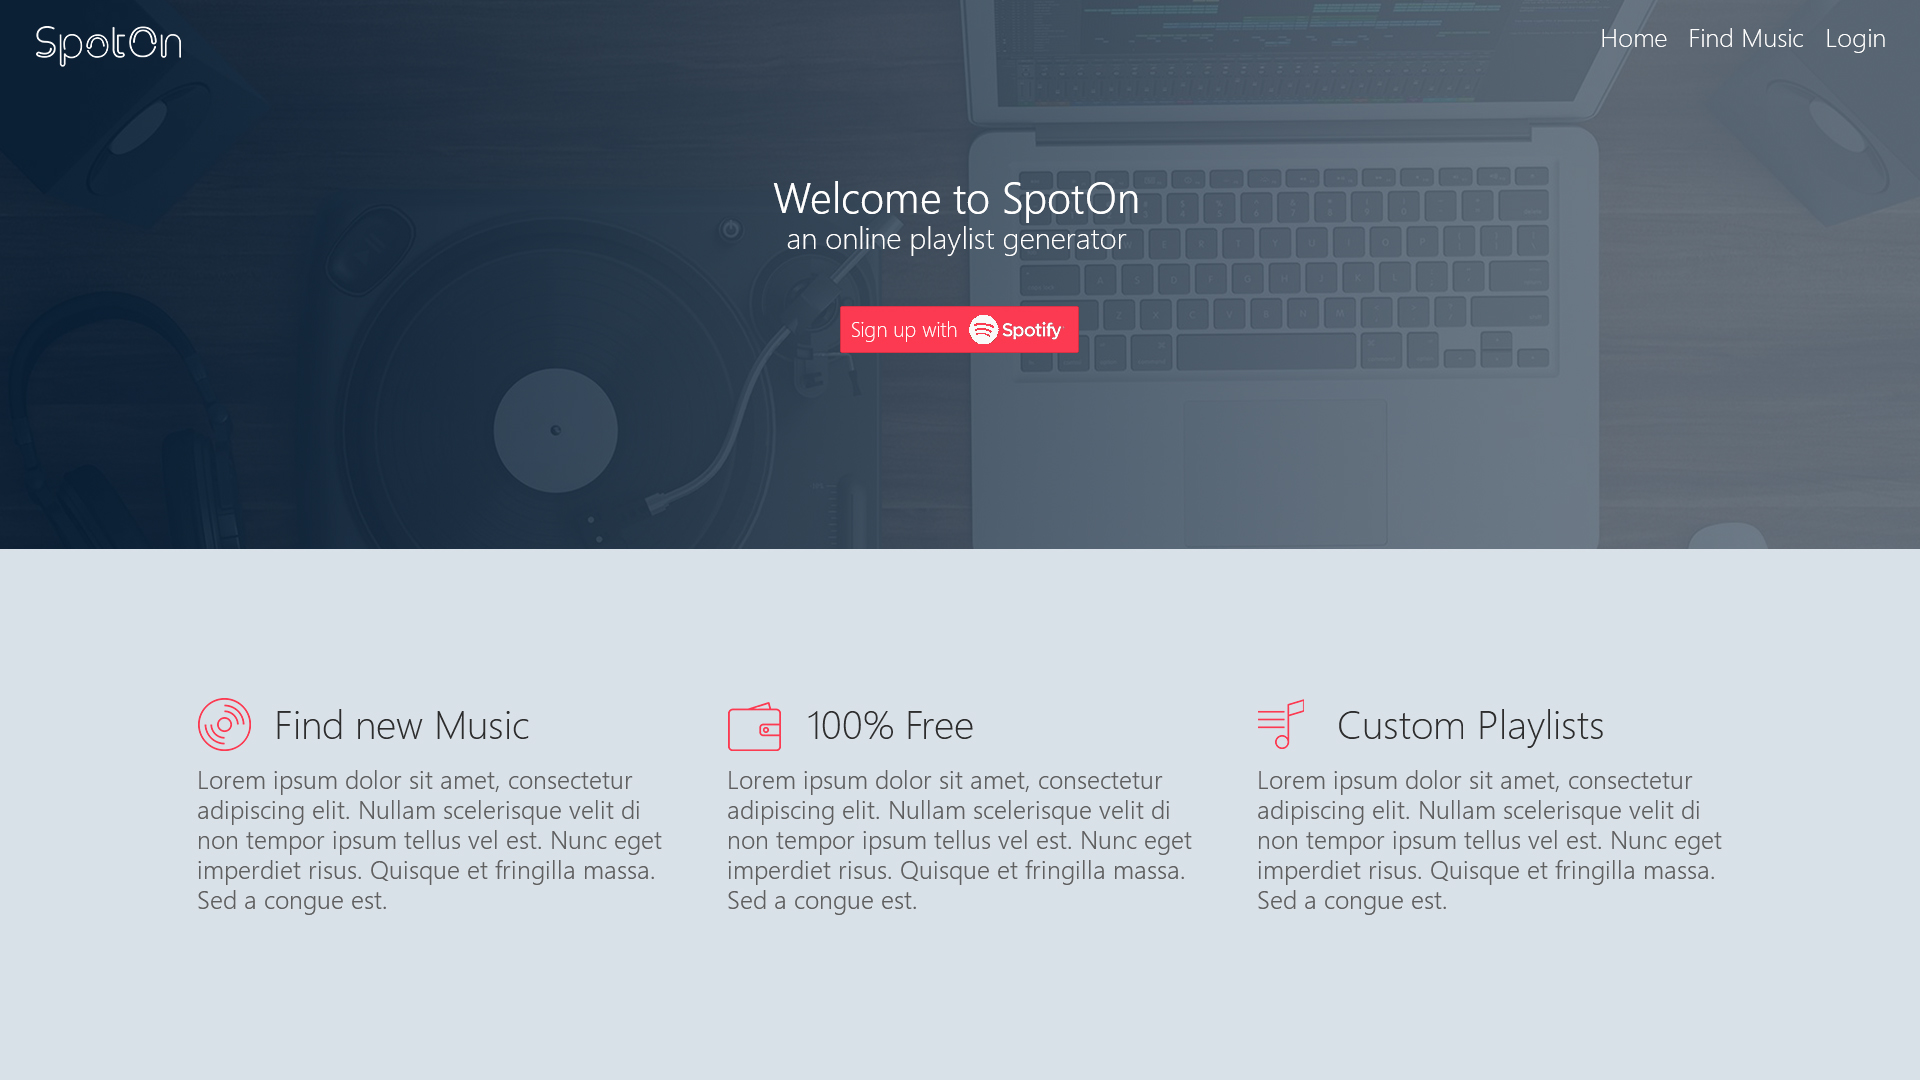 SpotOn
Home Find Music Login
Welcome to SpotOn
an online playlist generator
Sign up with Spotify
Find new Music
Lorem ipsum dolor sit amet, consectetur
adipiscing elit. Nullam scelerisque velit di
non tempor ipsum tellus vel est. Nunc eget
imperdiet risus. Quisque et fringilla massa.
Sed a congue est.
100% Free
Lorem ipsum dolor sit amet, consectetur
adipiscing elit. Nullam scelerisque velit di
non tempor ipsum tellus vel est. Nunc eget
imperdiet risus. Quisque et fringilla massa.
Sed a congue est.
Custom Playlists
Lorem ipsum dolor sit amet, consectetur
adipiscing elit. Nullam scelerisque velit di
non tempor ipsum tellus vel est. Nunc eget
imperdiet risus. Quisque et fringilla massa.
Sed a congue est.